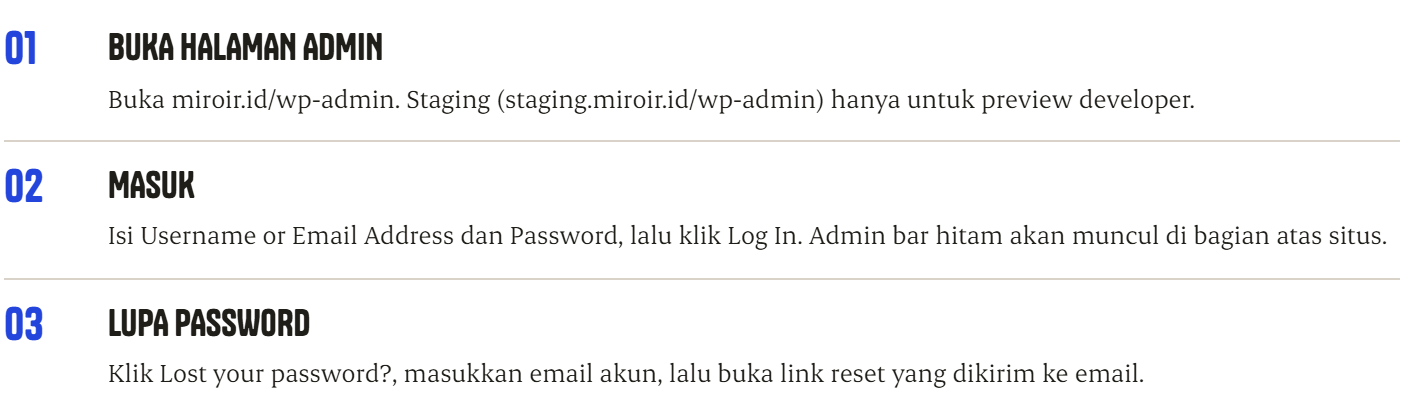 01
BUKA HALAMAN ADMIN
Buka miroir.id/wp-admin. Staging (staging.miroir.id/wp-admin) hanya untuk preview developer.
02
MASUK
Isi Username or Email Address dan Password, lalu klik Log In. Admin bar hitam akan muncul di bagian atas situs.
03
LUPA PASSWORD
Klik Lost your password?, masukkan email akun, lalu buka link reset yang dikirim ke email.